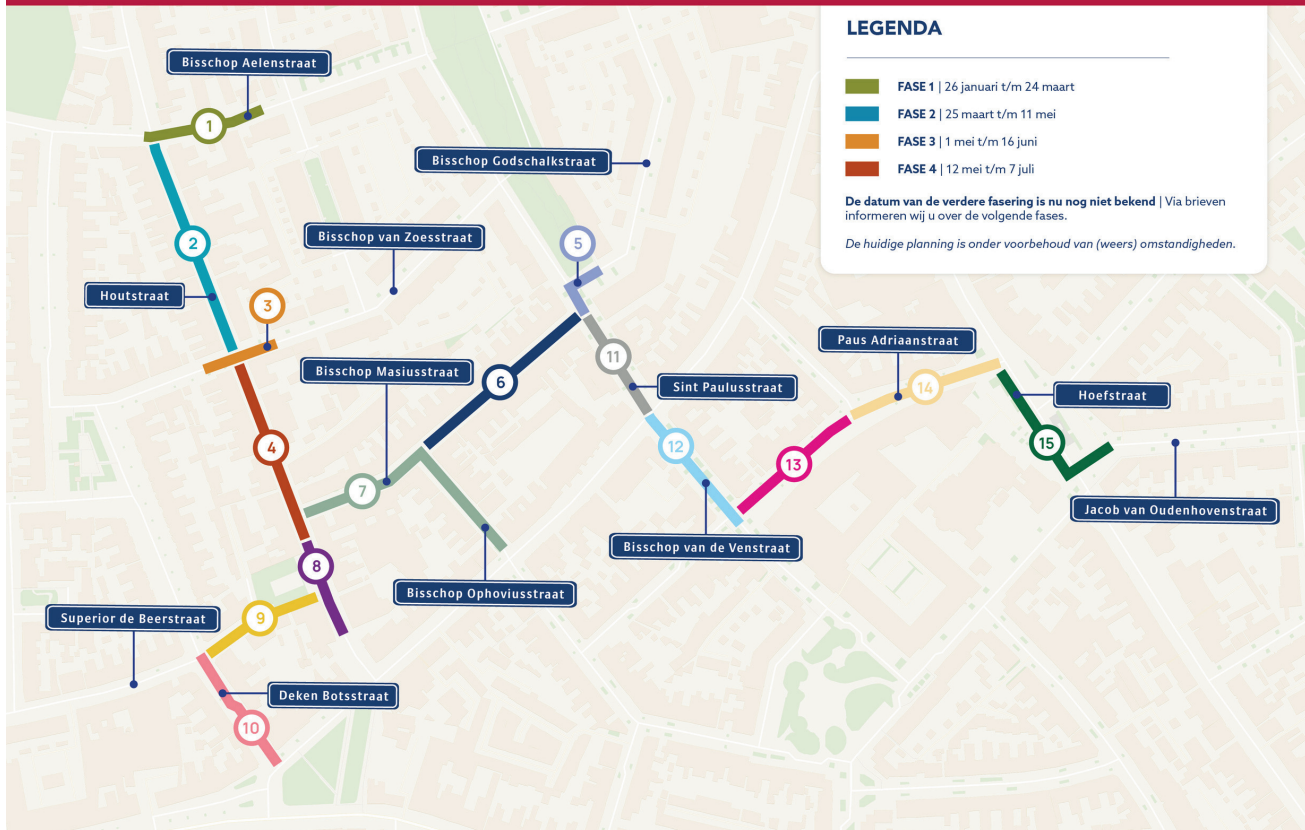 LEGENDA
FASE 1 | 26 januari t/m 24 maart
FASE 2 | 25 maart t/m 11 mei
FASE 3 | 1 mei t/m 16 juni
FASE 4 | 12 mei t/m 7 juli
De datum van de verdere fasering is nu nog niet bekend | Via brieven
informeren wij u over de volgende fases.
De huidige planning is onder voorbehoud van (weers) omstandigheden.
Bisschop Aelenstraat
1
Bisschop Godschalkstraat
2
Bisschop van Zoesstraat
5
Houtstraat
3
Bisschop Masiusstraat
6
11
Sint Paulusstraat
Paus Adriaanstraat
14
Hoefstraat
4
12
13
15
7
Jacob van Oudenhovenstraat
Bisschop van de Venstraat
8
Bisschop Ophoviusstraat
Superior de Beerstraat
9
Deken Botsstraat
10